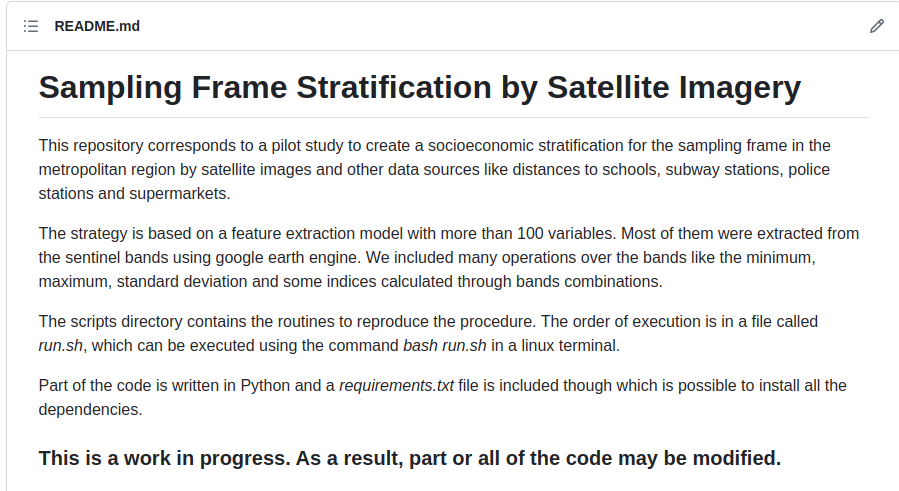 README.md
Sampling Frame Stratification by Satellite Imagery
This repository corresponds to a pilot study to create a socioeconomic stratification for the sampling frame in the
metropolitan region by satellite images and other data sources like distances to schools, subway stations, police
stations and supermarkets.
The strategy is based on a feature extraction model with more than 100 variables. Most of them were extracted from
the sentinel bands using google earth engine. We included many operations over the bands like the minimum,
maximum, standard deviation and some indices calculated through bands combinations.
The scripts directory contains the routines to reproduce the procedure. The order of execution is in a file called
run.sh, which can be executed using the command bash run.sh in a linux terminal.
Part of the code is written in Python and a requirements.txt file is included though which is possible to install all the
dependencies.
This is a work in progress. As a result, part or all of the code may be modified.